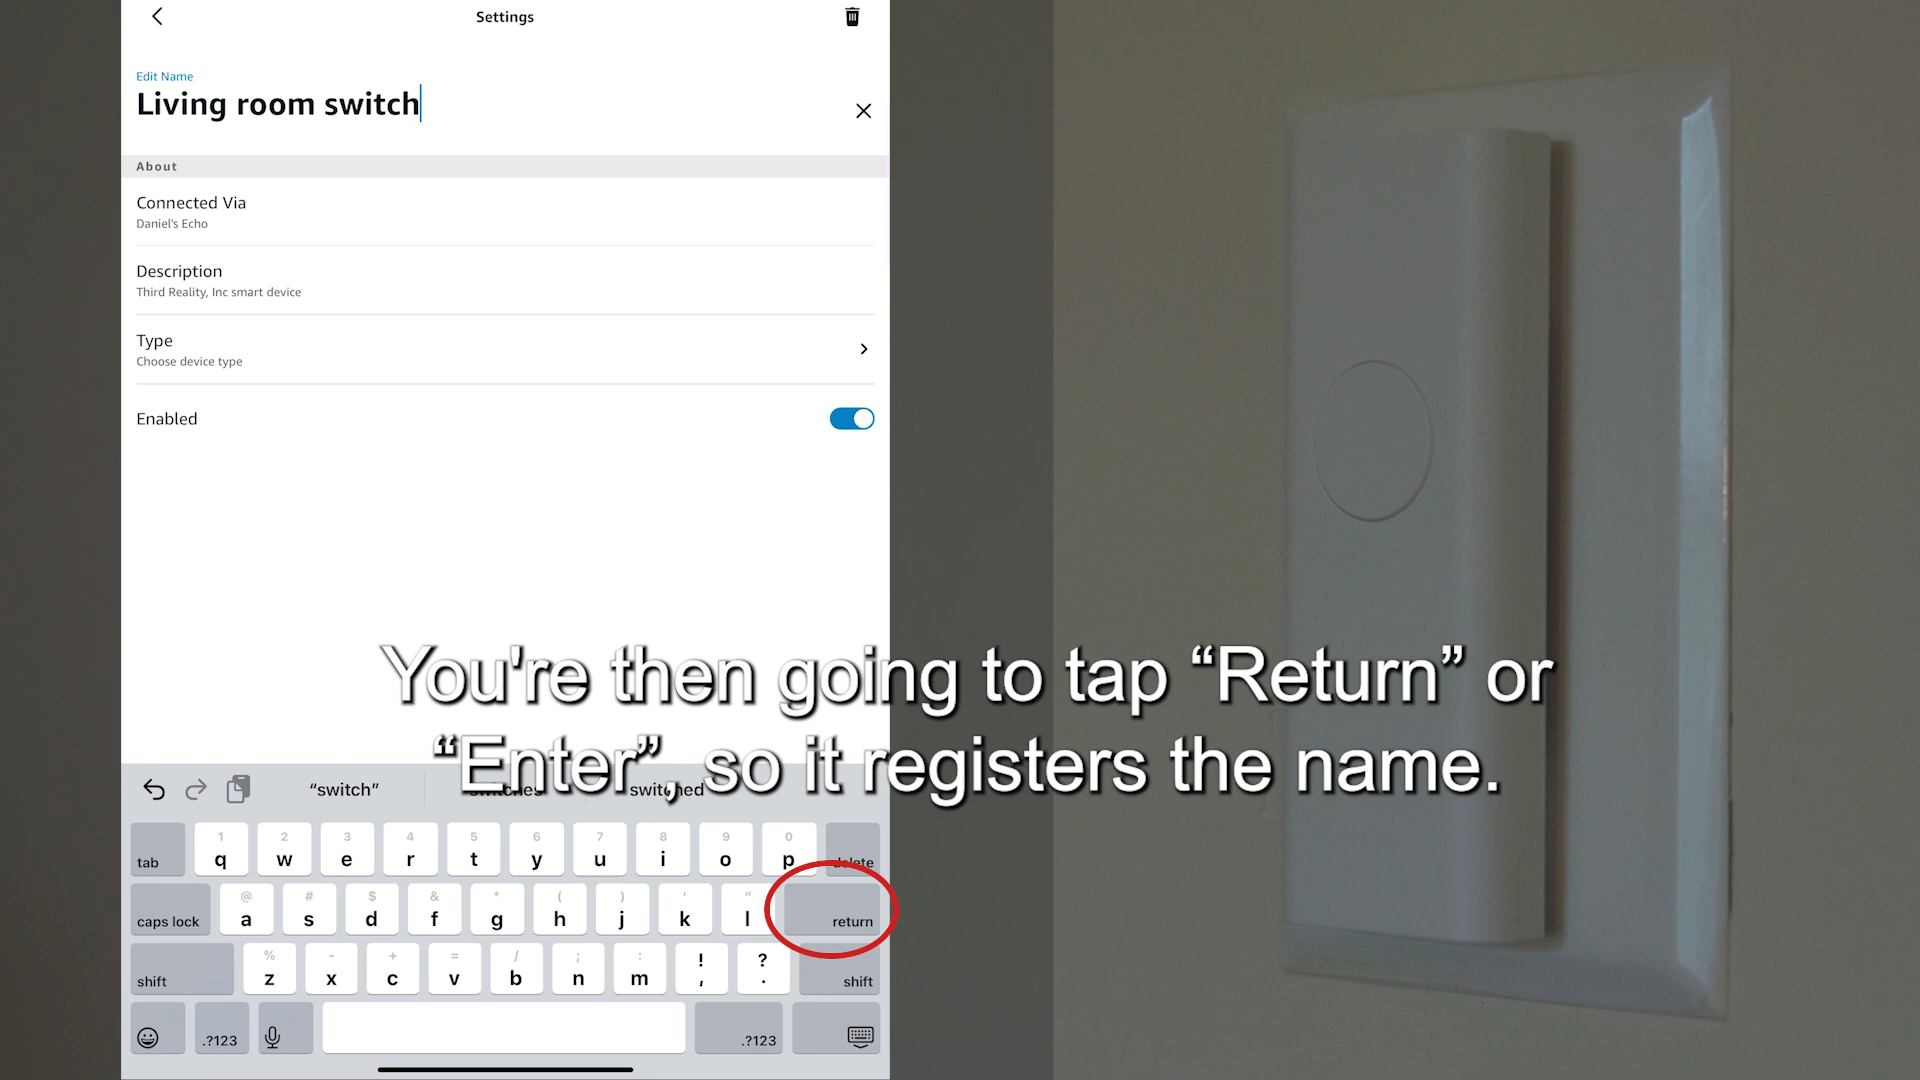 Settings
Edit Name
Living room switch
About
Connected Via
Daniel's Echo
Description
Third Reality, Inc smart device
Type
Choose device type
Enabled
You're then going to tap “Return” or
“Enter”, so it registers the name.
“switch” switches switched
1 2 3 4 5 6 7 8 9 0
tab q w e r t y u i o p delete
@ # $ & * ( ) ' "
caps lock a s d f g h j k l return
% - + = / ; : ! ?
shift z x c v b n m , . shift
.?123 .?123